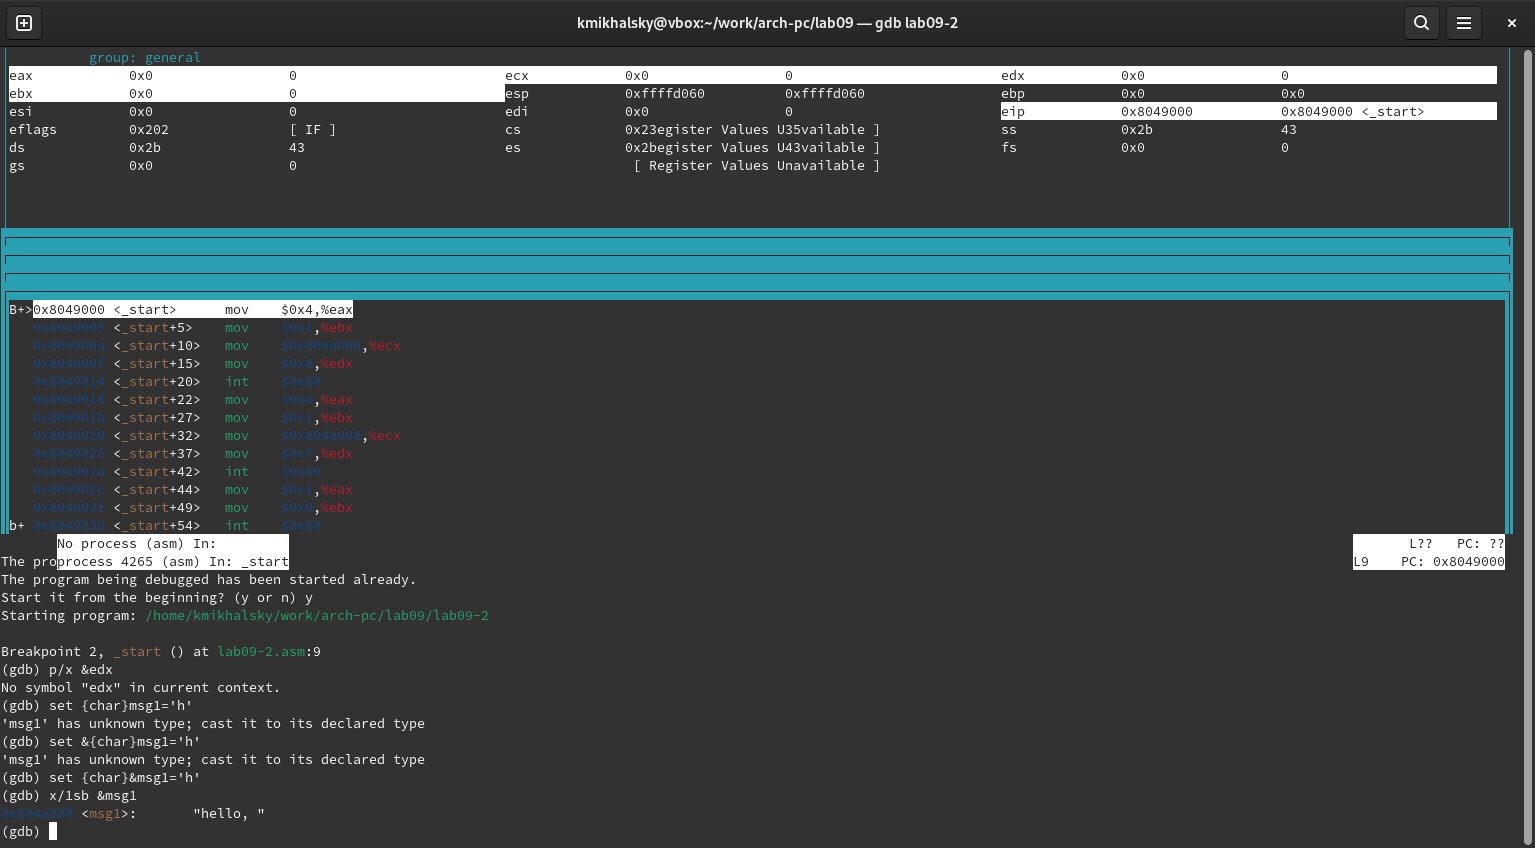 kmikhalsky@vbox:~/work/arch-pc/lab09 — gdb lab09-2
group: general
eax 0x0 0 ecx 0x0 0 edx 0x0 0
ebx 0x0 0 esp 0xffffd060 0xffffd060 ebp 0x0 0x0
esi 0x0 0 edi 0x0 0 eip 0x8049000 0x8049000 <_start>
eflags 0x202 [ IF ] cs 0x23egister Values U35vailable ] ss 0x2b 43
ds 0x2b 43 es 0x2begister Values U43vailable ] fs 0x0 0
gs 0x0 0 [ Register Values Unavailable ]
B+>0x8049000 <_start> mov $0x4,%eax
0x8049005 <_start+5> mov $0x1,%ebx
0x804900a <_start+10> mov $0x804a000,%ecx
0x804900f <_start+15> mov $0x8,%edx
0x8049014 <_start+20> int $0x80
0x8049016 <_start+22> mov $0x4,%eax
0x804901b <_start+27> mov $0x1,%ebx
0x8049020 <_start+32> mov $0x804a008,%ecx
0x8049025 <_start+37> mov $0x7,%edx
0x804902a <_start+42> int $0x80
0x804902c <_start+44> mov $0x1,%eax
0x8049031 <_start+49> mov $0x0,%ebx
b+ 0x8049036 <_start+54> int $0x80
No process (asm) In: L?? PC: ??
The proprocess 4265 (asm) In: _start L9 PC: 0x8049000
The program being debugged has been started already.
Start it from the beginning? (y or n) y
Starting program: /home/kmikhalsky/work/arch-pc/lab09/lab09-2
Breakpoint 2, _start () at lab09-2.asm:9
(gdb) p/x &edx
No symbol "edx" in current context.
(gdb) set {char}msg1='h'
'msg1' has unknown type; cast it to its declared type
(gdb) set &{char}msg1='h'
'msg1' has unknown type; cast it to its declared type
(gdb) set {char}&msg1='h'
(gdb) x/1sb &msg1
0x804a000 <msg1>: "hello, "
(gdb)